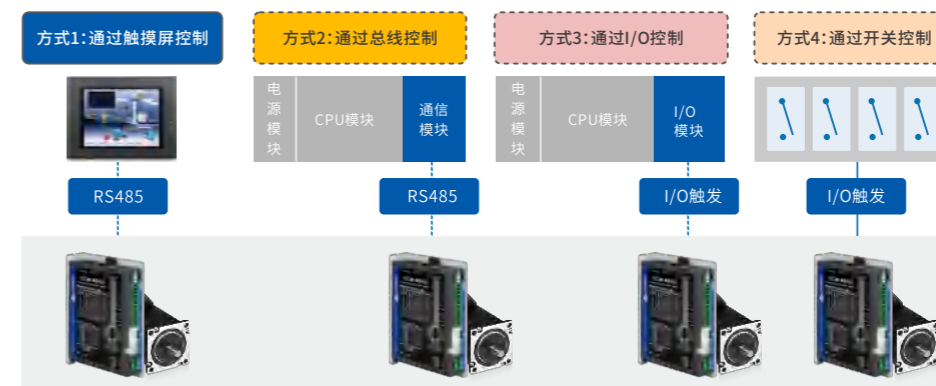 方式1:通过触摸屏控制
方式2:通过总线控制
方式3:通过I/O控制
方式4:通过开关控制
电源模块
CPU模块
通信
模块
电源模块
CPU模块
I/O
模块
RS485
RS485
I/O触发
I/O触发